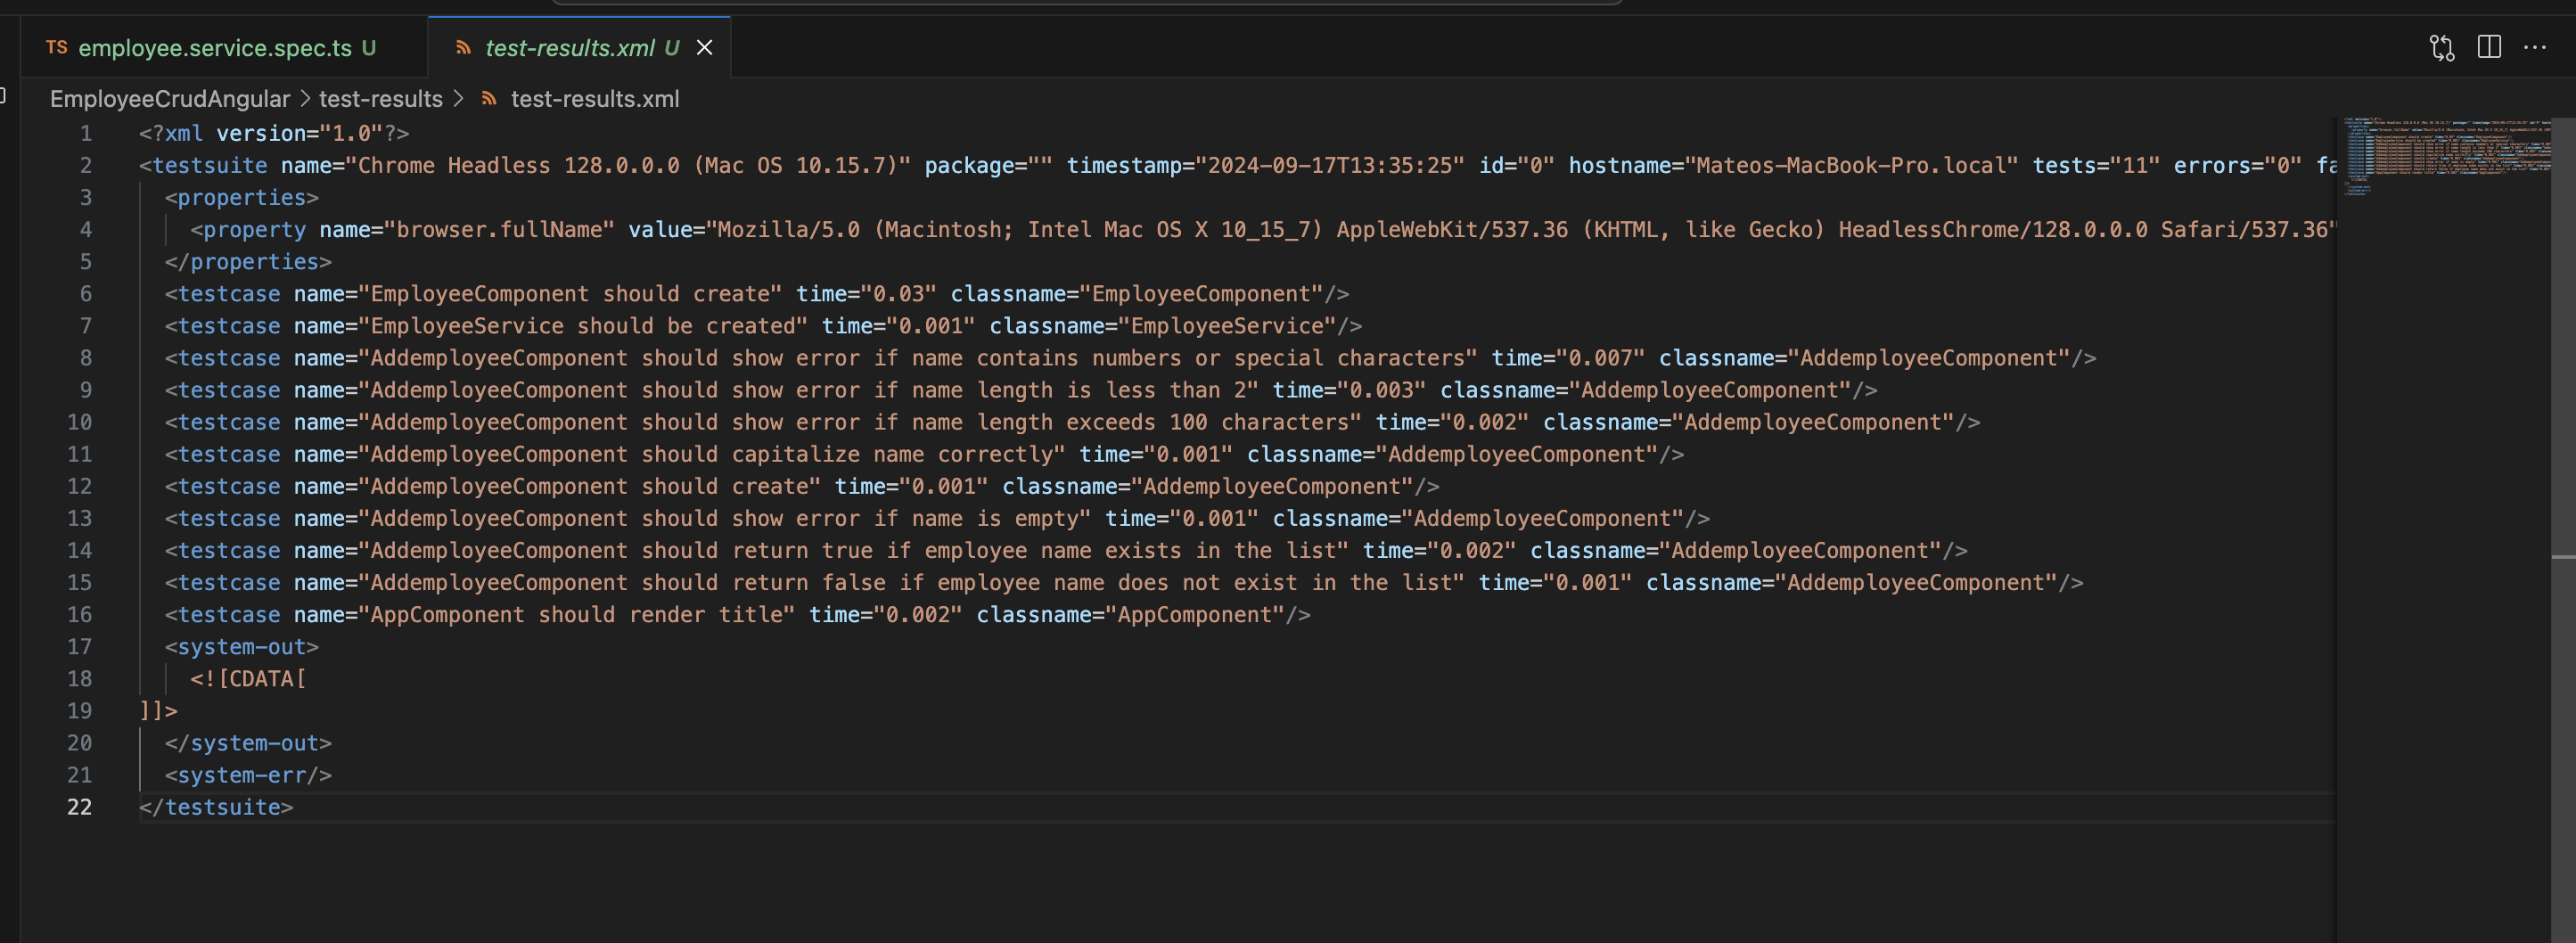 TS employee.service.spec.ts U
test-results.xml U
EmployeeCrudAngular > test-results > test-results.xml
1 <?xml version="1.0"?>
2 <testsuite name="Chrome Headless 128.0.0.0 (Mac OS 10.15.7)" package="" timestamp="2024-09-17T13:35:25" id="0" hostname="Mateos-MacBook-Pro.local" tests="11" errors="0" fa
3 <properties>
4 <property name="browser.fullName" value="Mozilla/5.0 (Macintosh; Intel Mac OS X 10_15_7) AppleWebKit/537.36 (KHTML, like Gecko) HeadlessChrome/128.0.0.0 Safari/537.36"
5 </properties>
6 <testcase name="EmployeeComponent should create" time="0.03" classname="EmployeeComponent"/>
7 <testcase name="EmployeeService should be created" time="0.001" classname="EmployeeService"/>
8 <testcase name="AddemployeeComponent should show error if name contains numbers or special characters" time="0.007" classname="AddemployeeComponent"/>
9 <testcase name="AddemployeeComponent should show error if name length is less than 2" time="0.003" classname="AddemployeeComponent"/>
10 <testcase name="AddemployeeComponent should show error if name length exceeds 100 characters" time="0.002" classname="AddemployeeComponent"/>
11 <testcase name="AddemployeeComponent should capitalize name correctly" time="0.001" classname="AddemployeeComponent"/>
12 <testcase name="AddemployeeComponent should create" time="0.001" classname="AddemployeeComponent"/>
13 <testcase name="AddemployeeComponent should show error if name is empty" time="0.001" classname="AddemployeeComponent"/>
14 <testcase name="AddemployeeComponent should return true if employee name exists in the list" time="0.002" classname="AddemployeeComponent"/>
15 <testcase name="AddemployeeComponent should return false if employee name does not exist in the list" time="0.001" classname="AddemployeeComponent"/>
16 <testcase name="AppComponent should render title" time="0.002" classname="AppComponent"/>
17 <system-out>
18 <![CDATA[
19 ]]>
20 </system-out>
21 <system-err/>
22 </testsuite>